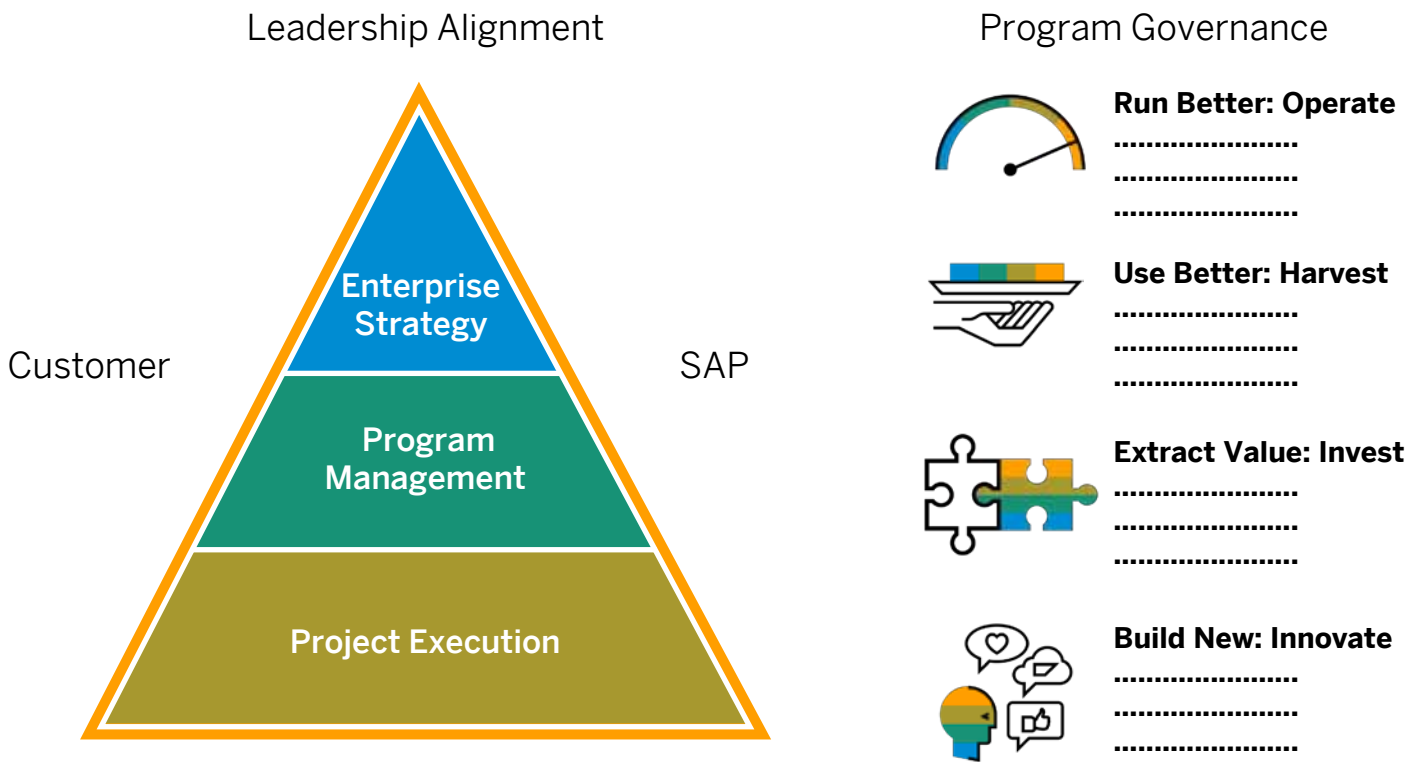 Leadership Alignment
Customer
Enterprise
Strategy
Program
Management
Project Execution
SAP
Program Governance
Run Better: Operate
.......................
.......................
.......................
Use Better: Harvest
.......................
.......................
.......................
Extract Value: Invest
.......................
.......................
.......................
Build New: Innovate
.......................
.......................
.......................